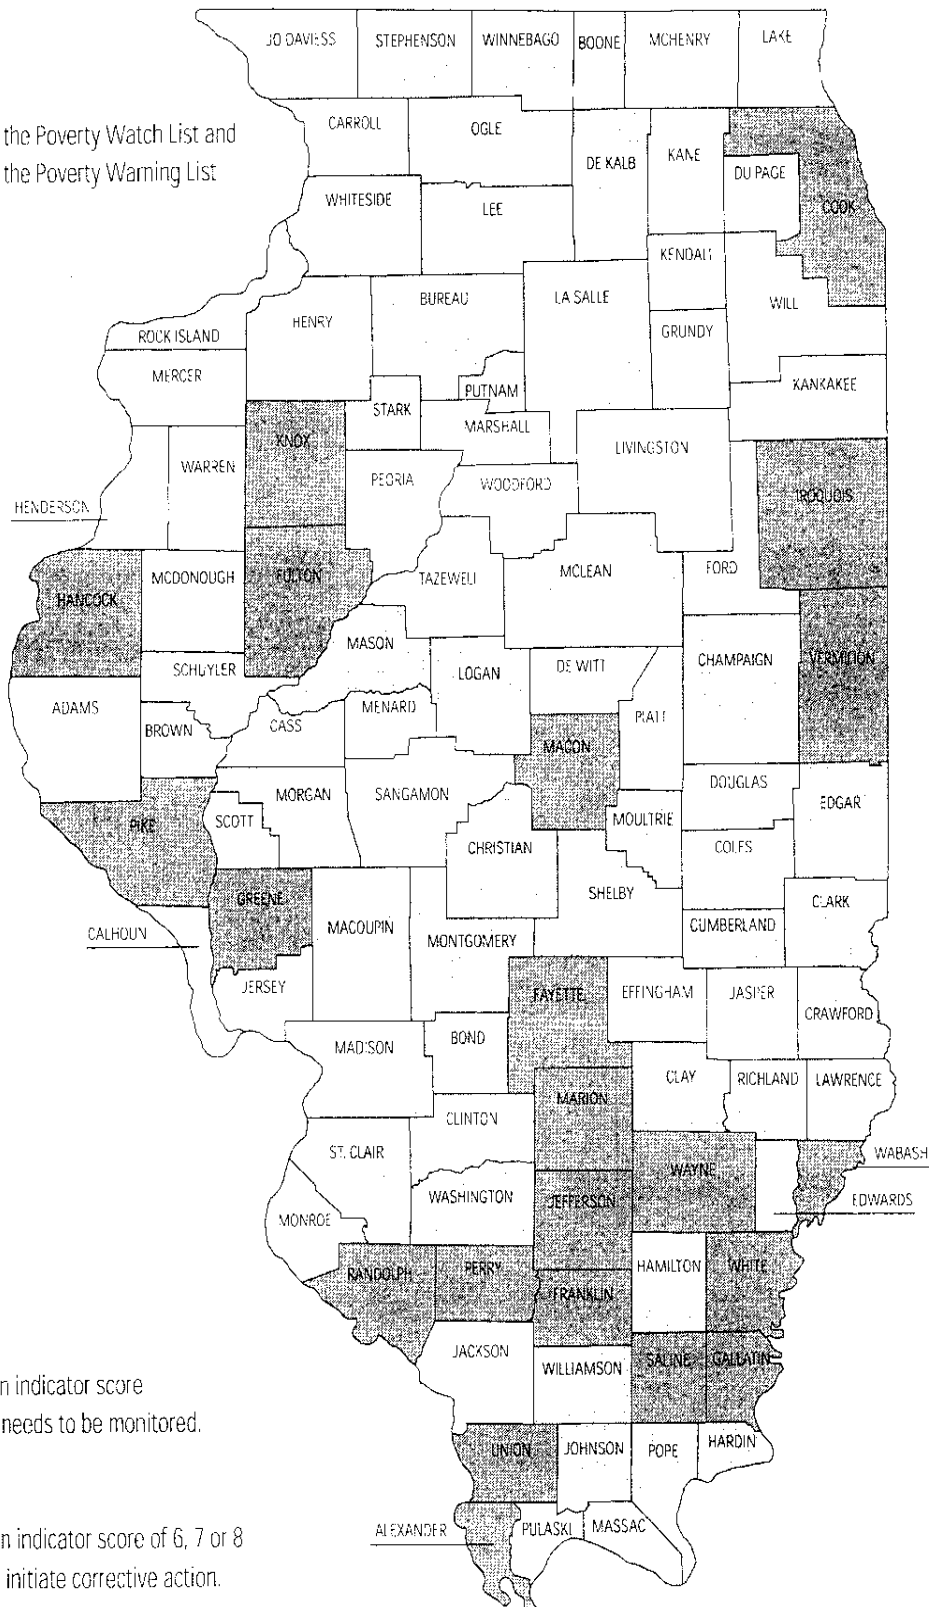 JO DAVIESS STEPHENSON WINNEBAGO BOONE MCHENRY LAKE
the Poverty Watch List and
the Poverty Warning List
CARROLL OGLE DE KALB KANE DU PAGE COOK
WHITESIDE LEE
KENDALL
ROCK ISLAND HENRY BUREAU LA SALLE GRUNDY WILL
MERCER PUTNAM KANKAKEE
STARK MARSHALL
KNOX
WARREN PEORIA WOODFORD LIVINGSTON IROQUOIS
HENDERSON
HANCOCK MCDONOUGH FULTON TAZEWELL MCLEAN FORD
MASON
SCHUYLER LOGAN DE WITT CHAMPAIGN VERMILION
ADAMS BROWN CASS MENARD MACON PIATT
PIKE SCOTT MORGAN SANGAMON MOULTRIE DOUGLAS EDGAR
CHRISTIAN COLES
GREENE SHELBY
CALHOUN MACOUPIN MONTGOMERY CUMBERLAND CLARK
JERSEY FAYETTE EFFINGHAM JASPER CRAWFORD
MADISON BOND
MARION CLAY RICHLAND LAWRENCE
CLINTON
ST. CLAIR WAYNE WABASH
WASHINGTON JEFFERSON EDWARDS
MONROE
RANDOLPH PERRY FRANKLIN HAMILTON WHITE
JACKSON WILLIAMSON SALINE GALLATIN
n indicator score
needs to be monitored.
UNION JOHNSON POPE HARDIN
ALEXANDER PULASKI MASSAC
n indicator score of 6, 7 or 8
initiate corrective action.